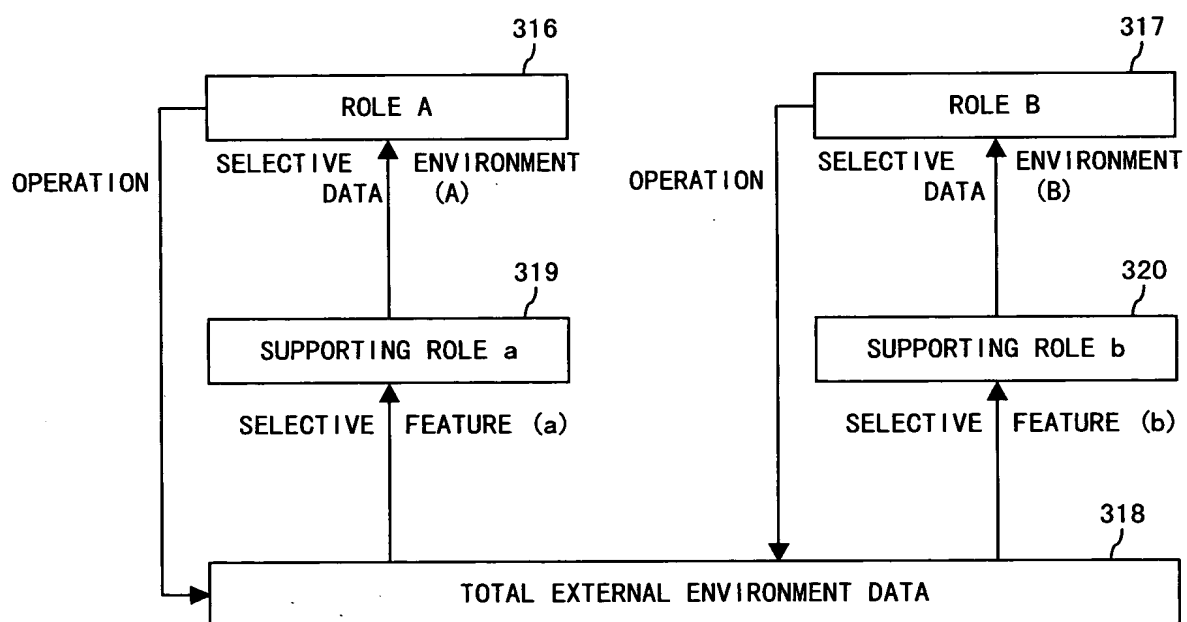 316
317
ROLE A
ROLE B
SELECTIVE ENVIRONMENT
DATA (A)
OPERATION
SELECTIVE ENVIRONMENT
DATA (B)
OPERATION
319
320
SUPPORTING ROLE a
SUPPORTING ROLE b
SELECTIVE FEATURE (a)
SELECTIVE FEATURE (b)
318
TOTAL EXTERNAL ENVIRONMENT DATA